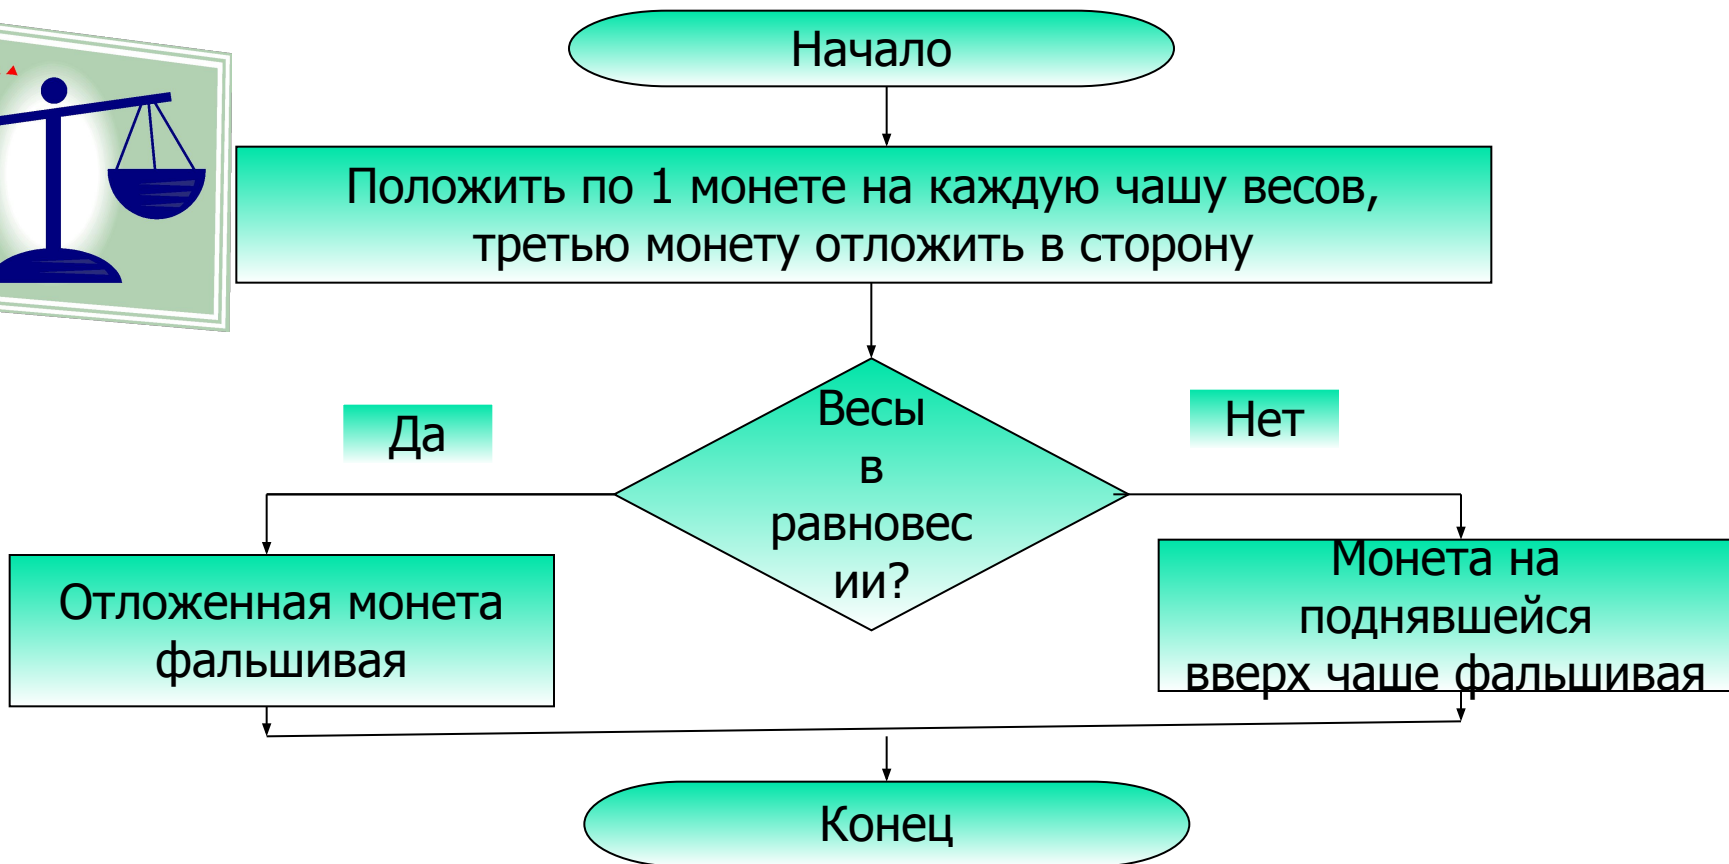 Начало
Положить по 1 монете на каждую чашу весов,
третью монету отложить в сторону
Весы
в
равновес
ии?
Да
Нет
Отложенная монета
фальшивая
Монета на
поднявшейся
вверх чаше фальшивая
Конец